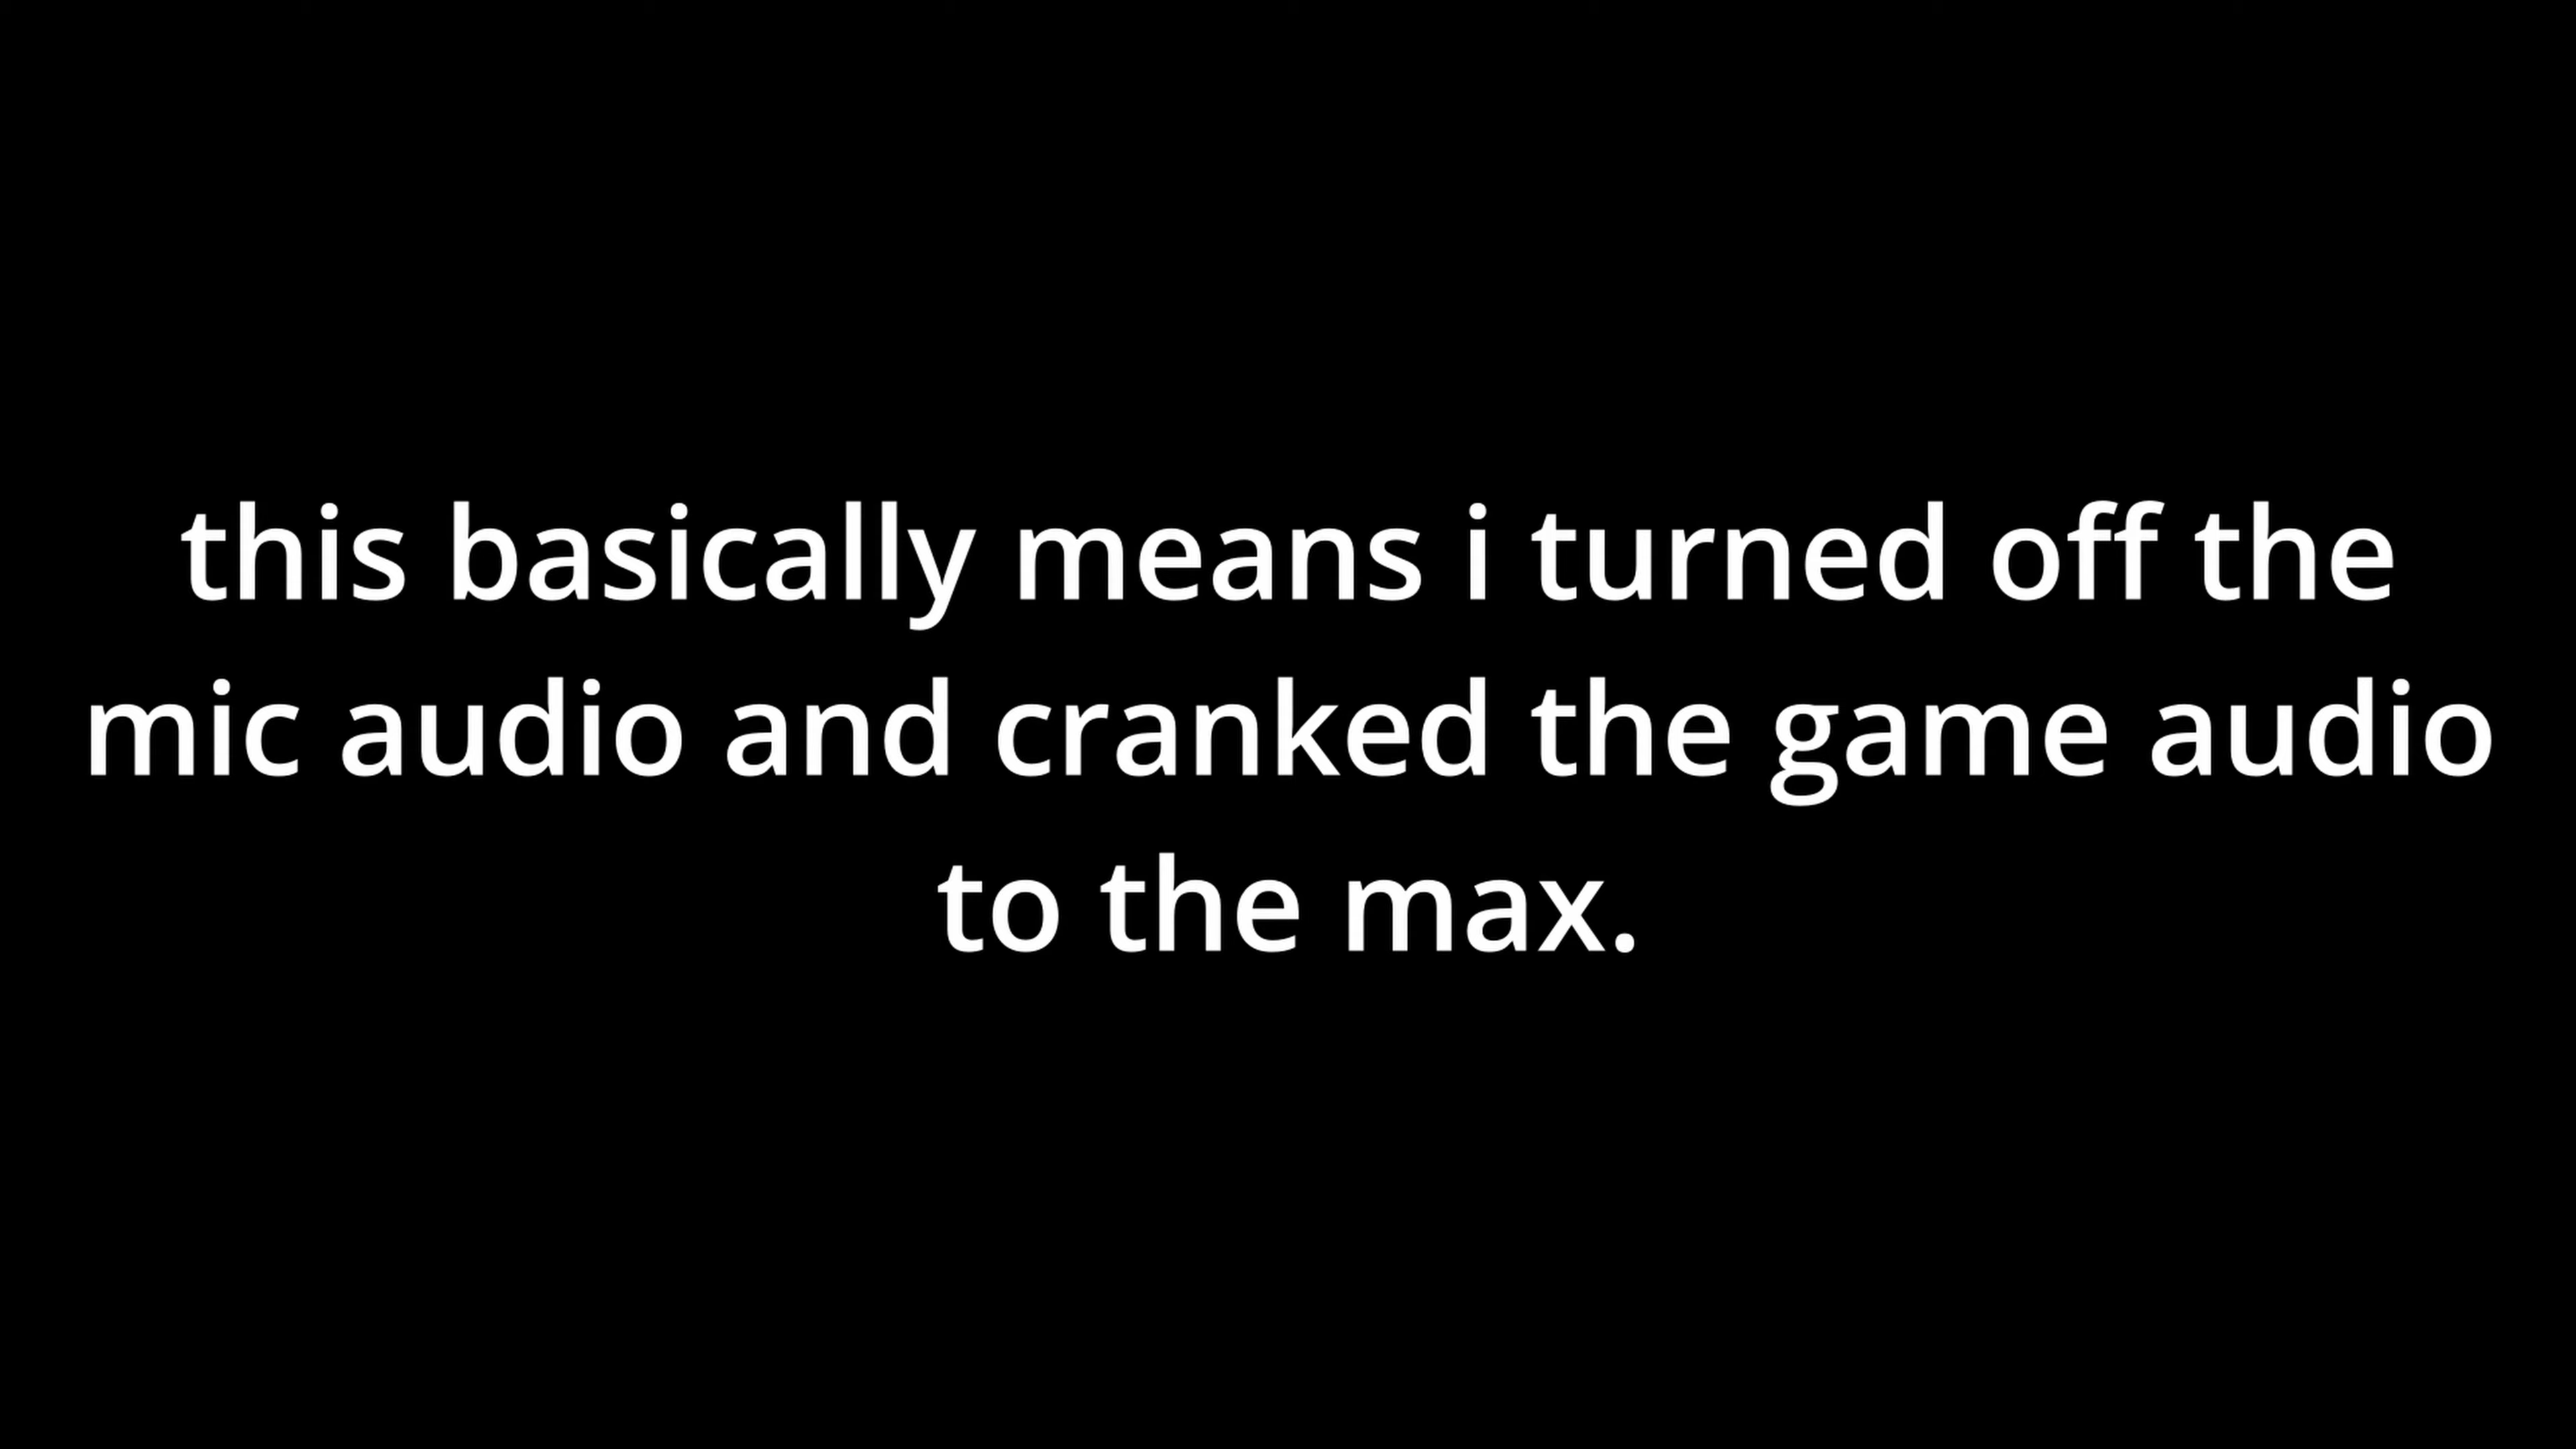 this basically means i turned off the
mic audio and cranked the game audio
to the max.